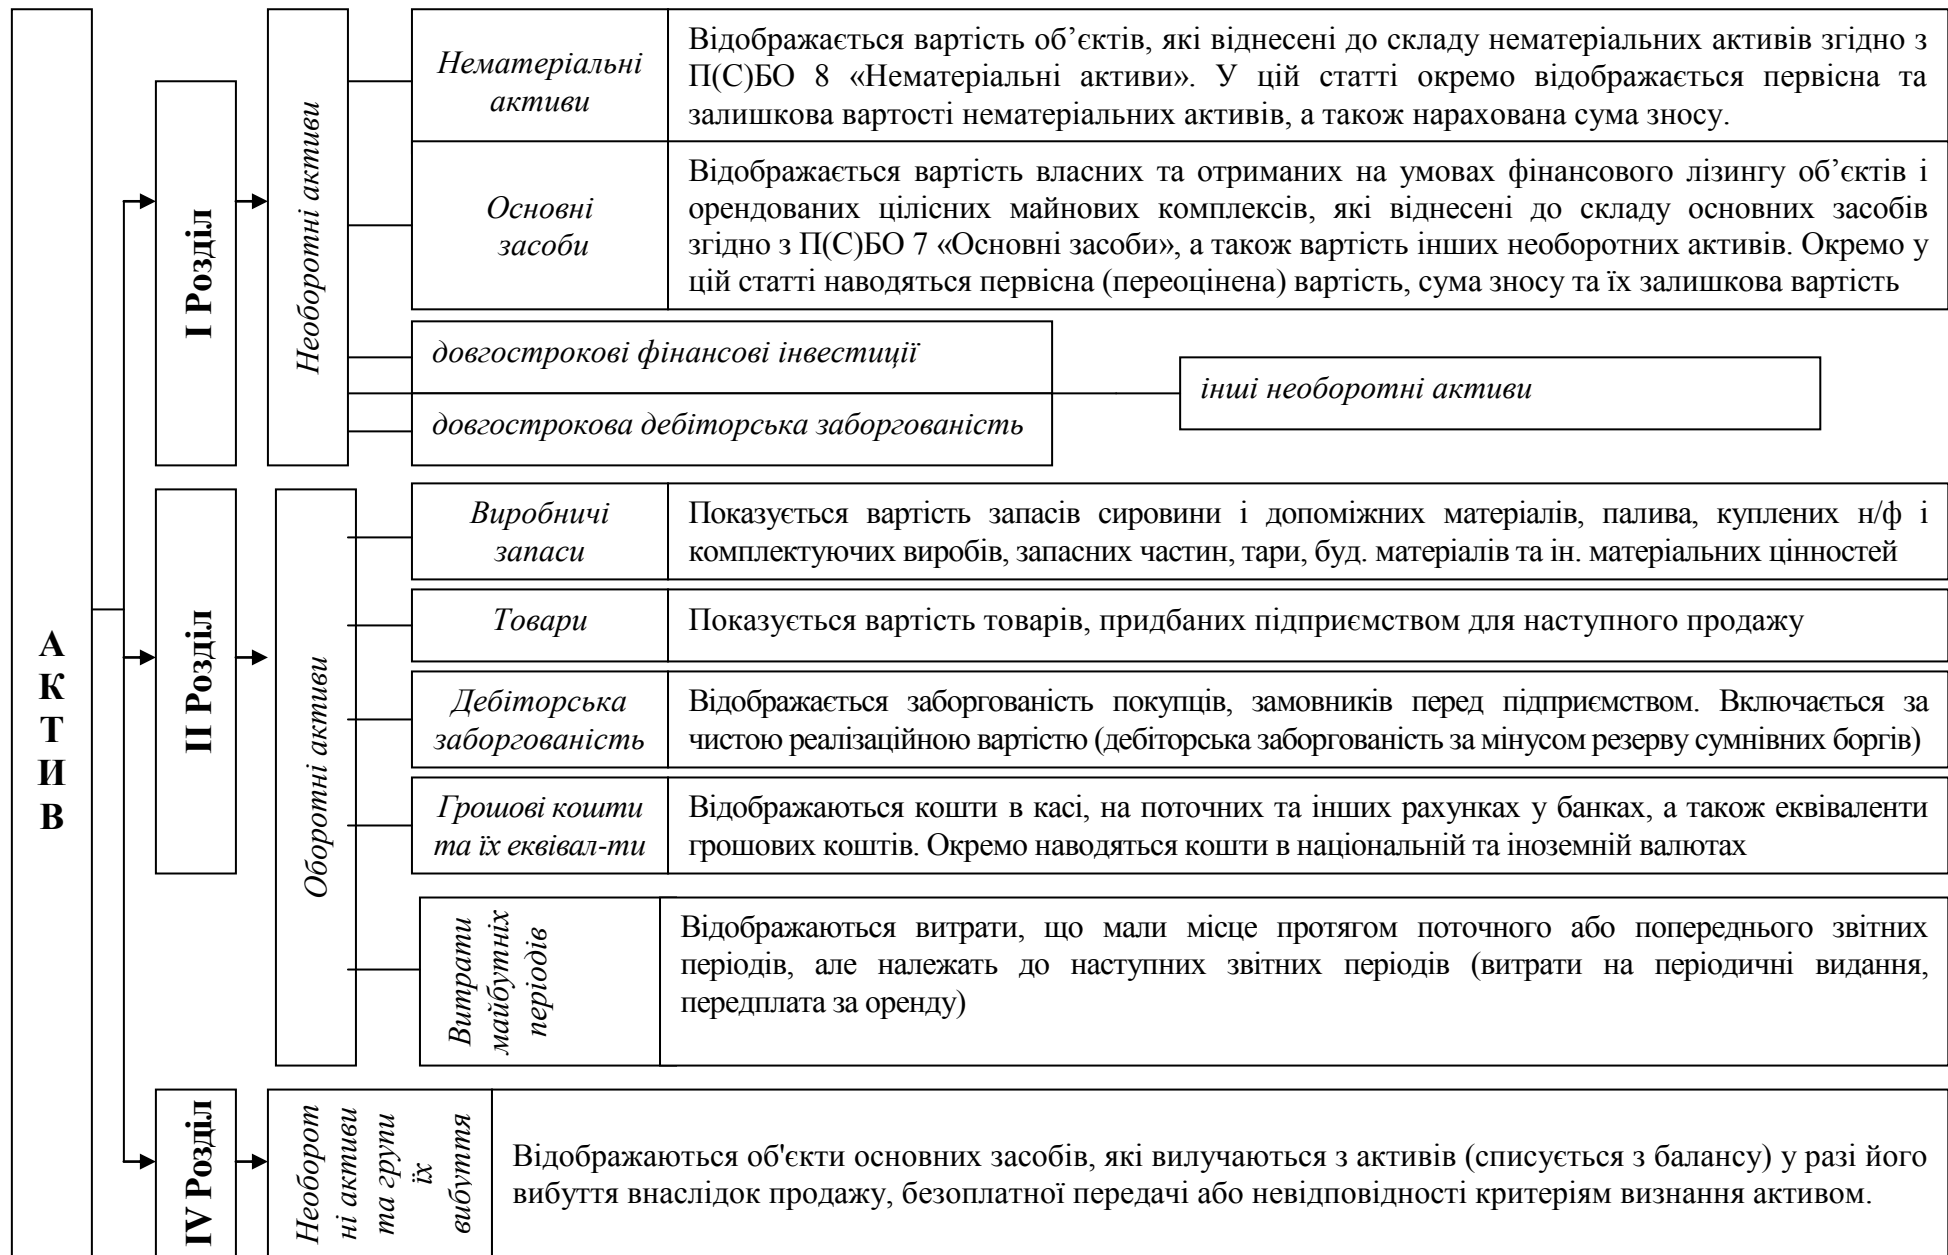 А
К
Т
И
В
І Розділ
Необоротні активи
Нематеріальні
активи
Відображається вартість об’єктів, які віднесені до складу нематеріальних активів згідно з
П(С)БО 8 «Нематеріальні активи». У цій статті окремо відображається первісна та
залишкова вартості нематеріальних активів, а також нарахована сума зносу.
Основні
засоби
Відображається вартість власних та отриманих на умовах фінансового лізингу об’єктів і
орендованих цілісних майнових комплексів, які віднесені до складу основних засобів
згідно з П(С)БО 7 «Основні засоби», а також вартість інших необоротних активів. Окремо у
цій статті наводяться первісна (переоцінена) вартість, сума зносу та їх залишкова вартість
довгострокові фінансові інвестиції
довгострокова дебіторська заборгованість
інші необоротні активи
ІІ Розділ
Оборотні активи
Виробничі
запаси
Показується вартість запасів сировини і допоміжних матеріалів, палива, куплених н/ф і
комплектуючих виробів, запасних частин, тари, буд. матеріалів та ін. матеріальних цінностей
Товари
Показується вартість товарів, придбаних підприємством для наступного продажу
Дебіторська
заборгованість
Відображається заборгованість покупців, замовників перед підприємством. Включається за
чистою реалізаційною вартістю (дебіторська заборгованість за мінусом резерву сумнівних боргів)
Грошові кошти
та їх еквівал-ти
Відображаються кошти в касі, на поточних та інших рахунках у банках, а також еквіваленти
грошових коштів. Окремо наводяться кошти в національній та іноземній валютах
Витрати
майбутніх
періодів
Відображаються витрати, що мали місце протягом поточного або попереднього звітних
періодів, але належать до наступних звітних періодів (витрати на періодичні видання,
передплата за оренду)
IV Розділ
Необорот
ні активи
та групи
їх
вибуття
Відображаються об'єкти основних засобів, які вилучаються з активів (списується з балансу) у разі його
вибуття внаслідок продажу, безоплатної передачі або невідповідності критеріям визнання активом.